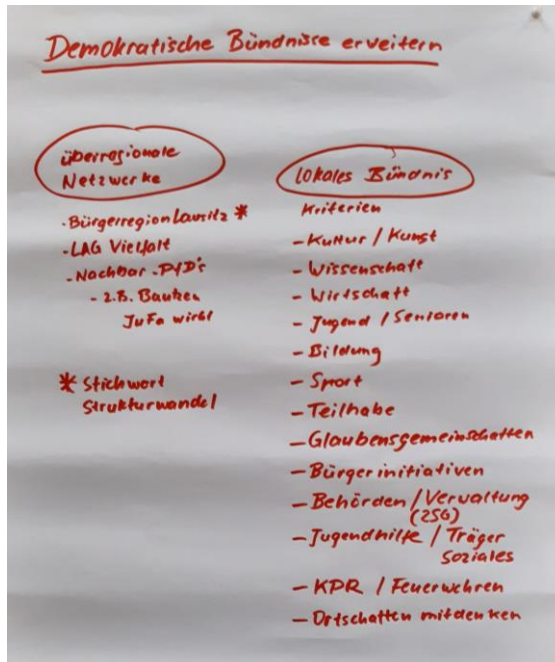 Demokratische Bündnisse erweitern
überregionale
Netzwerke
- Bürgerregion Lausitz *
- LAG Vielfalt
- Nachbar-PfD's
- z.B. Bautzen
JuFa wirkt
* Stichwort
Strukturwandel
lokales Bündnis
Kriterien
- Kultur / Kunst
- Wissenschaft
- Wirtschaft
- Jugend / Senioren
- Bildung
- Sport
- Teilhabe
- Glaubensgemeinschaften
- Bürgerinitiativen
- Behörden / Verwaltung
(ZSG)
- Jugendhilfe / Träger
Soziales
- KPR / Feuerwehren
- Ortschaften mitdenken